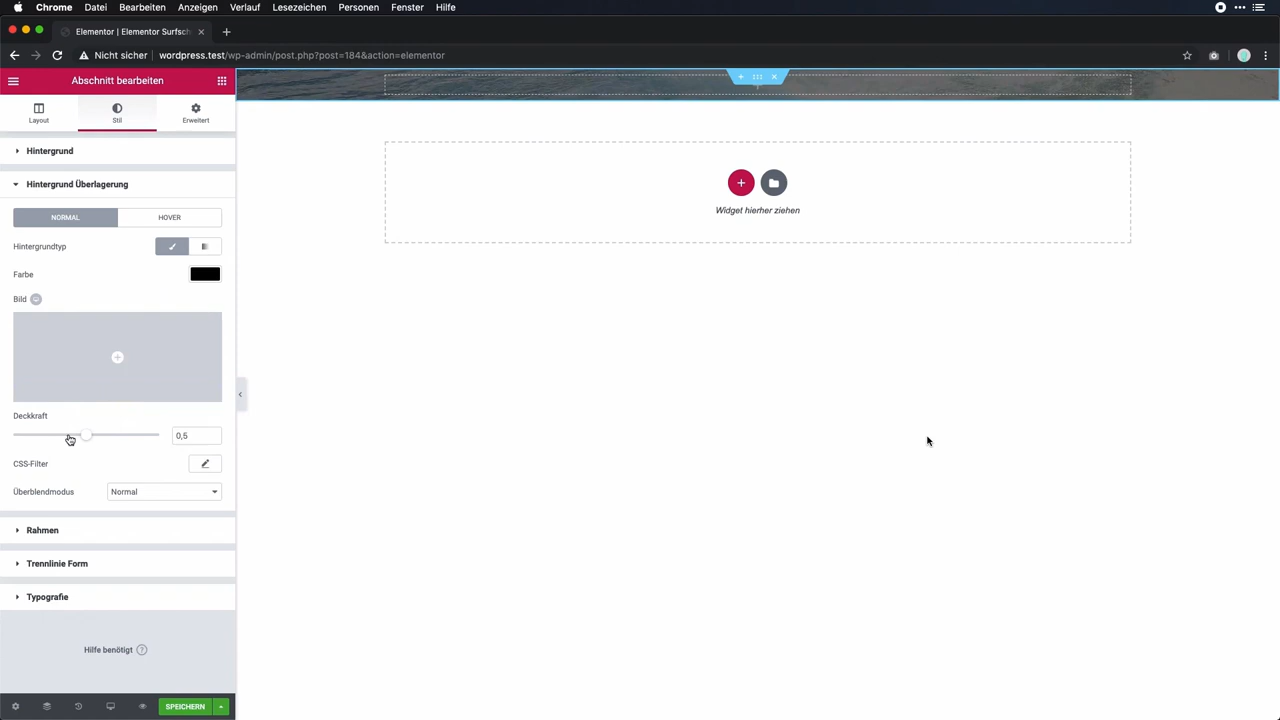 Chrome Datei Bearbeiten Anzeigen Verlauf Lesezeichen Personen Fenster Hilfe
Elementor | Elementor Surfsch
Nicht sicher wordpress.test/wp-admin/post.php?post=184&action=elementor
Abschnitt bearbeiten
Layout Stil Erweitert
Hintergrund
Hintergrund Überlagerung
NORMAL HOVER
Hintergrundtyp
Farbe
Bild
Deckkraft
0,5
CSS-Filter
Überblendmodus Normal
Rahmen
Trennlinie Form
Typografie
Hilfe benötigt ?
SPEICHERN
Widget hierher ziehen